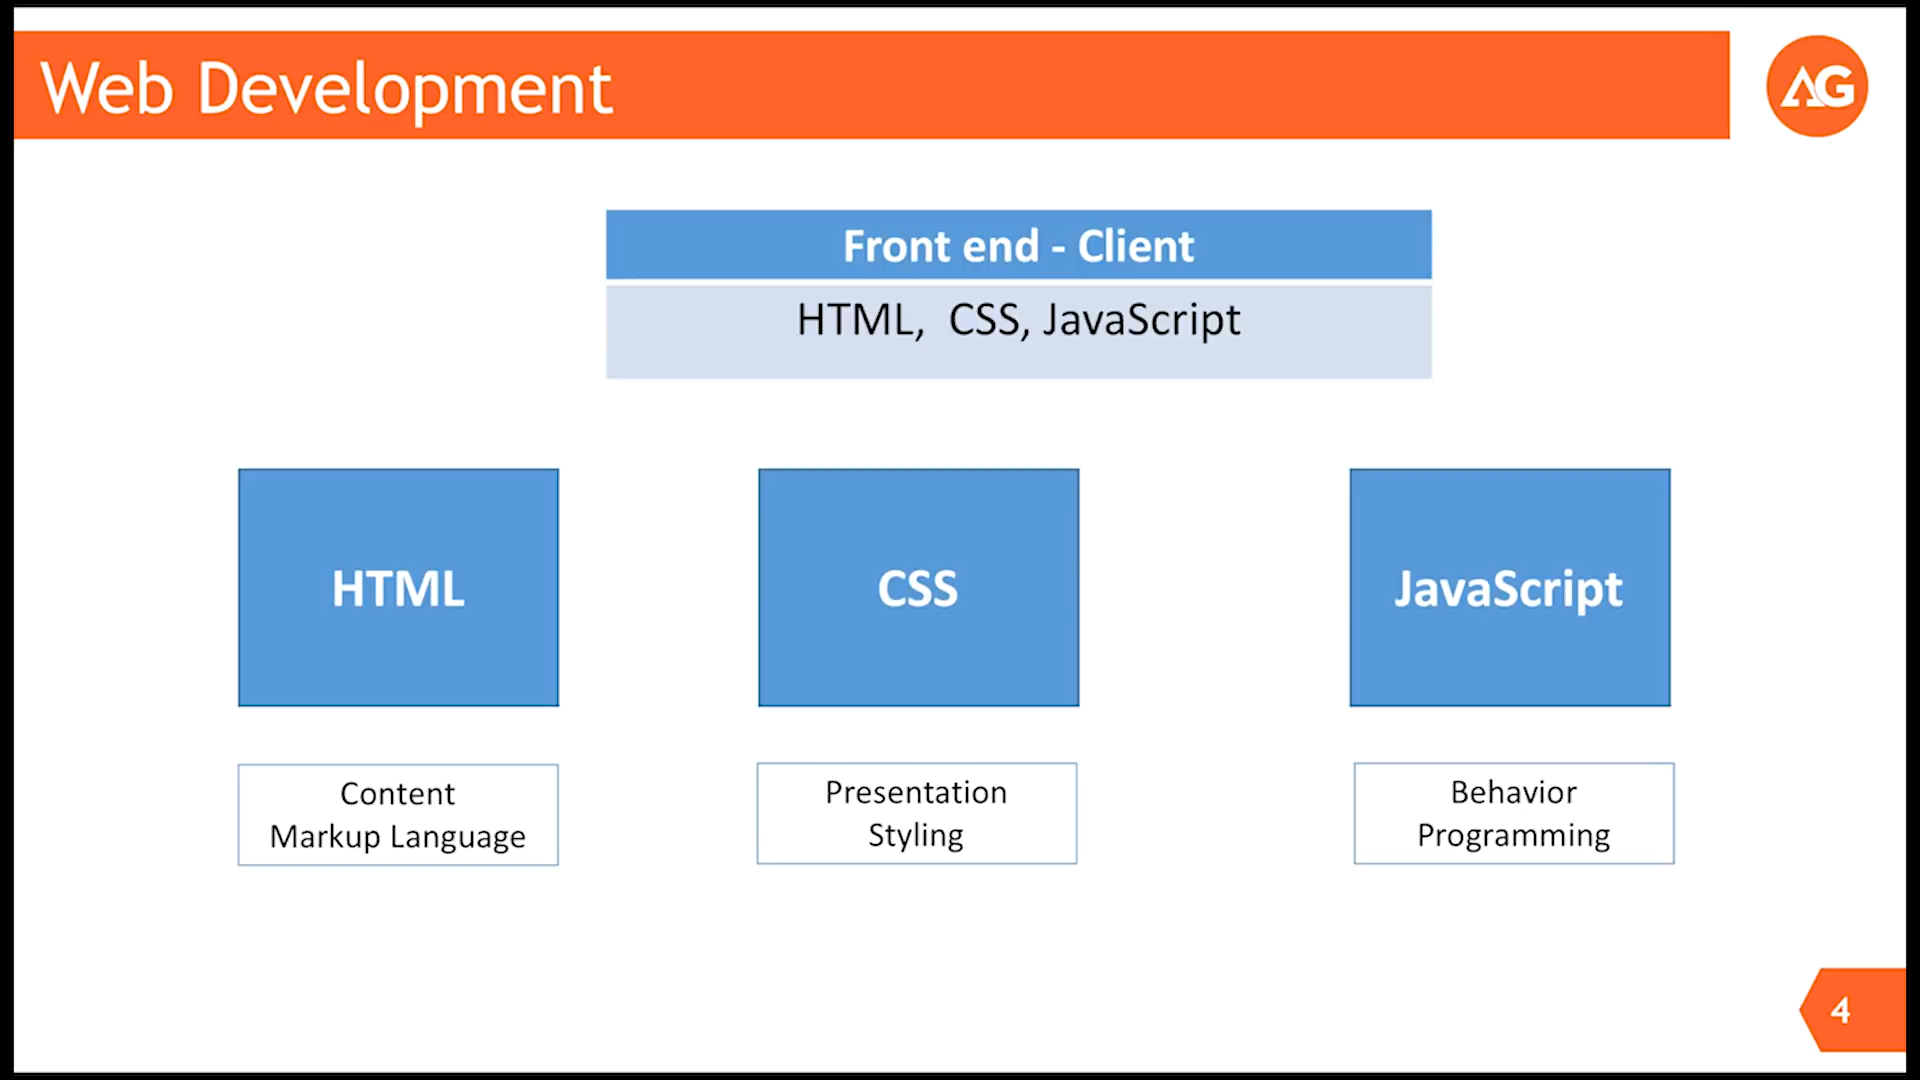 Web Development
AG
Front end - Client
HTML,  CSS, JavaScript
HTML
CSS
JavaScript
Content
Markup Language
Presentation
Styling
Behavior
Programming
4